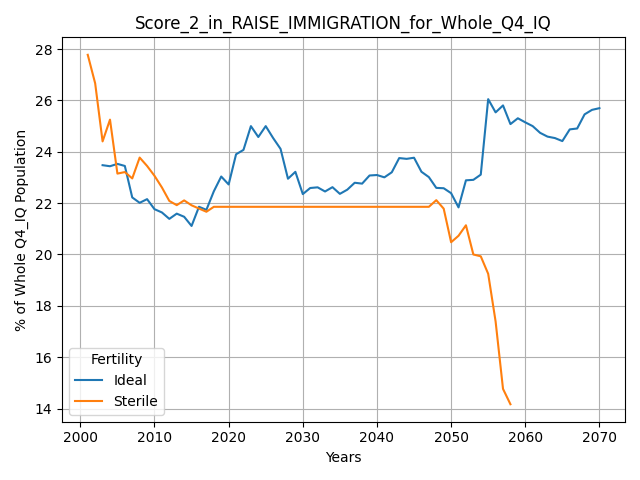 Score_2_in_RAISE_IMMIGRATION_for_Whole_Q4_IQ
% of Whole Q4_IQ Population
28
26
24
22
20
18
16
14
Fertility
Ideal
Sterile
2000 2010 2020 2030 2040 2050 2060 2070
Years